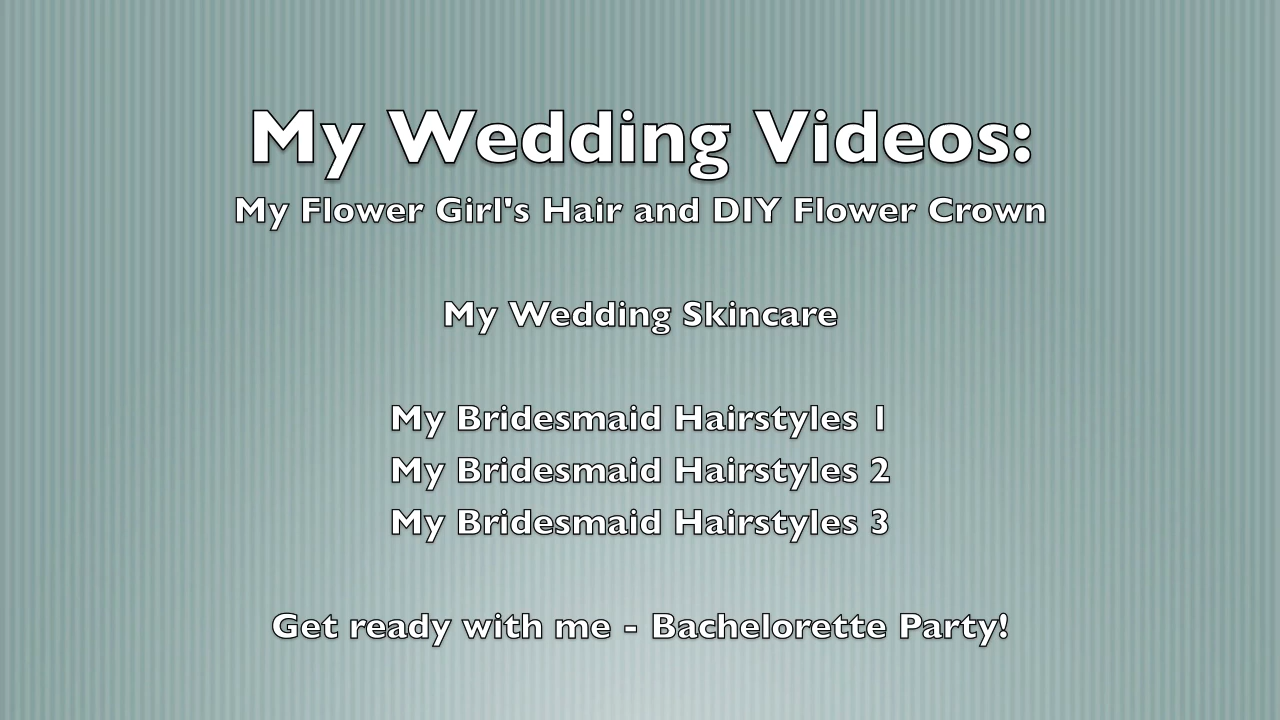 My Wedding Videos:
My Flower Girl's Hair and DIY Flower Crown
My Wedding Skincare
My Bridesmaid Hairstyles 1
My Bridesmaid Hairstyles 2
My Bridesmaid Hairstyles 3
Get ready with me - Bachelorette Party!